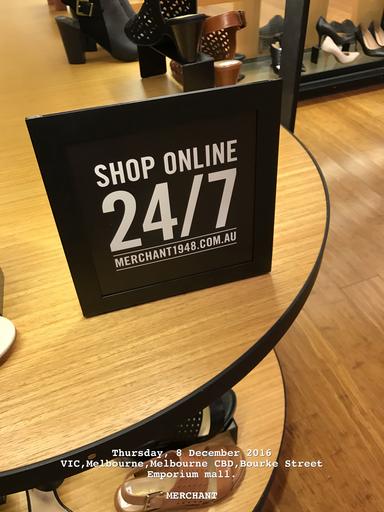 SHOP ONLINE
24/7
MERCHANT1948.COM.AU
Thursday, 8 December 2016
VIC,Melbourne,Melbourne CBD,Bourke Street
Emporium mall.
MERCHANT